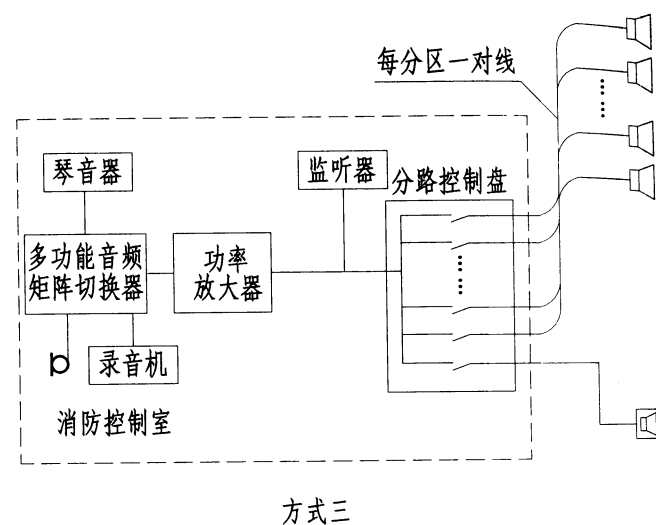 每分区一对线
琴音器
监听器
分路控制盘
多功能音频
矩阵切换器
功率
放大器
录音机
消防控制室
方式三